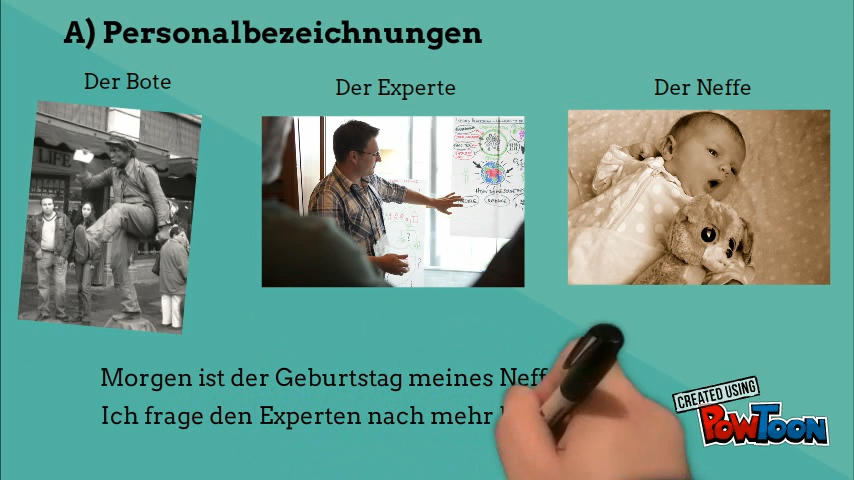 A) Personalbezeichnungen
Der Bote
Der Experte
Der Neffe
LIFE
Morgen ist der Geburtstag meines
Ich frage den Experten nach mehr
CREATED USING
POWTOON